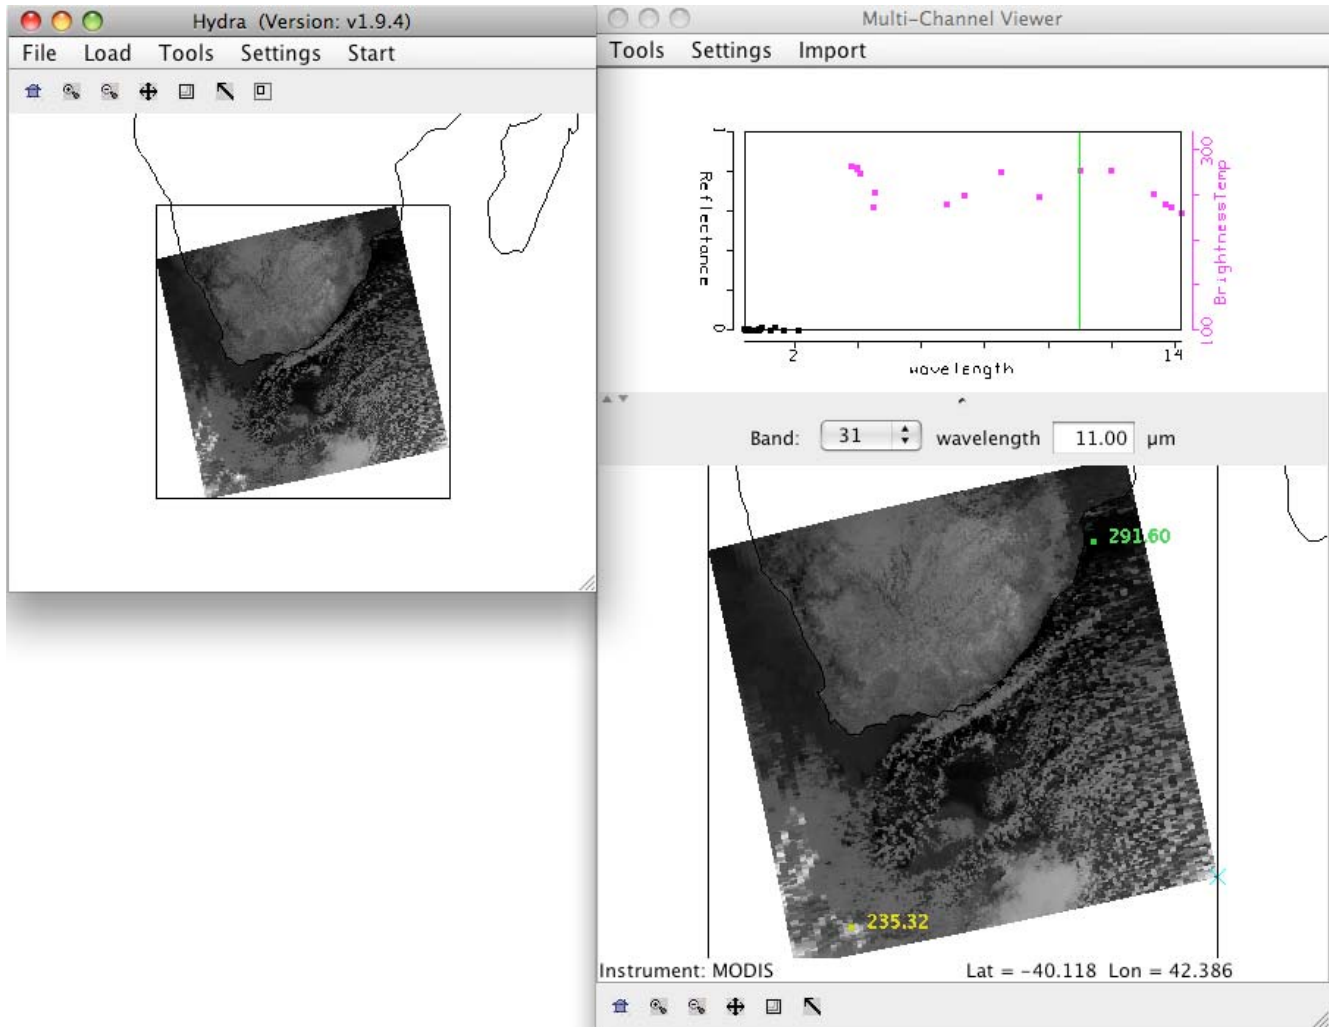 Hydra (Version: v1.9.4)
File Load Tools Settings Start
Multi-Channel Viewer
Tools Settings Import
1
Reflectance
0
300
BrightnessTemp
100
2
14
wavelength
Band: 31 wavelength 11.00 µm
291.60
235.32
Instrument: MODIS Lat = -40.118 Lon = 42.386